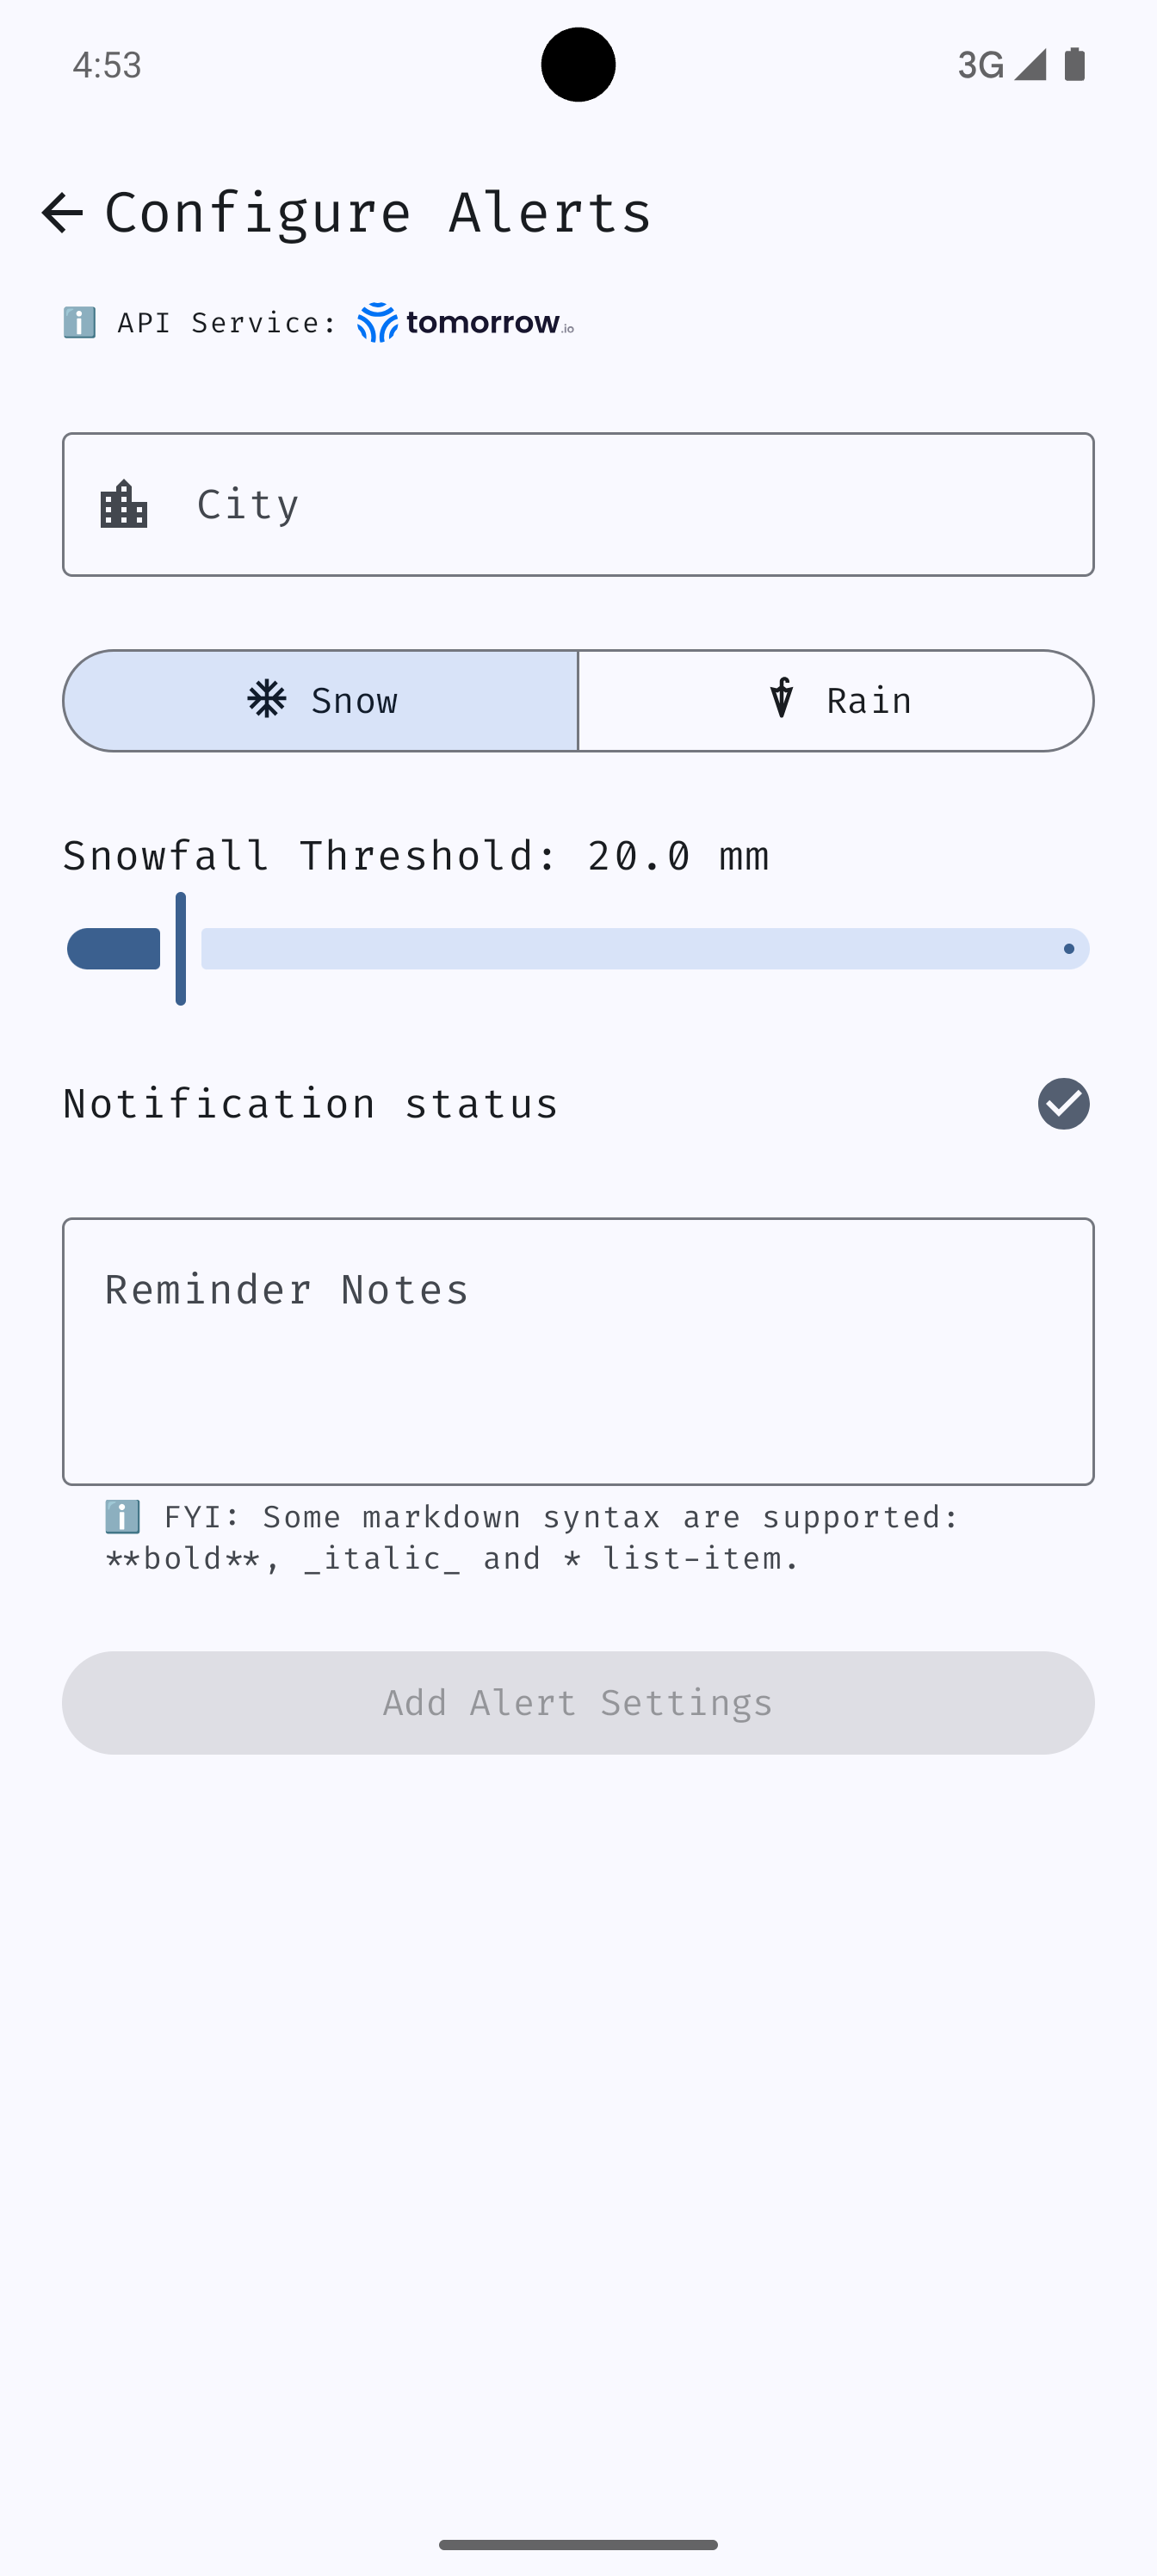 4:53
3G
Configure Alerts
ℹ️ API Service: tomorrow.io
City
Snow
Rain
Snowfall Threshold: 20.0 mm
Notification status
Reminder Notes
ℹ️ FYI: Some markdown syntax are supported:
**bold**, _italic_ and * list-item.
Add Alert Settings